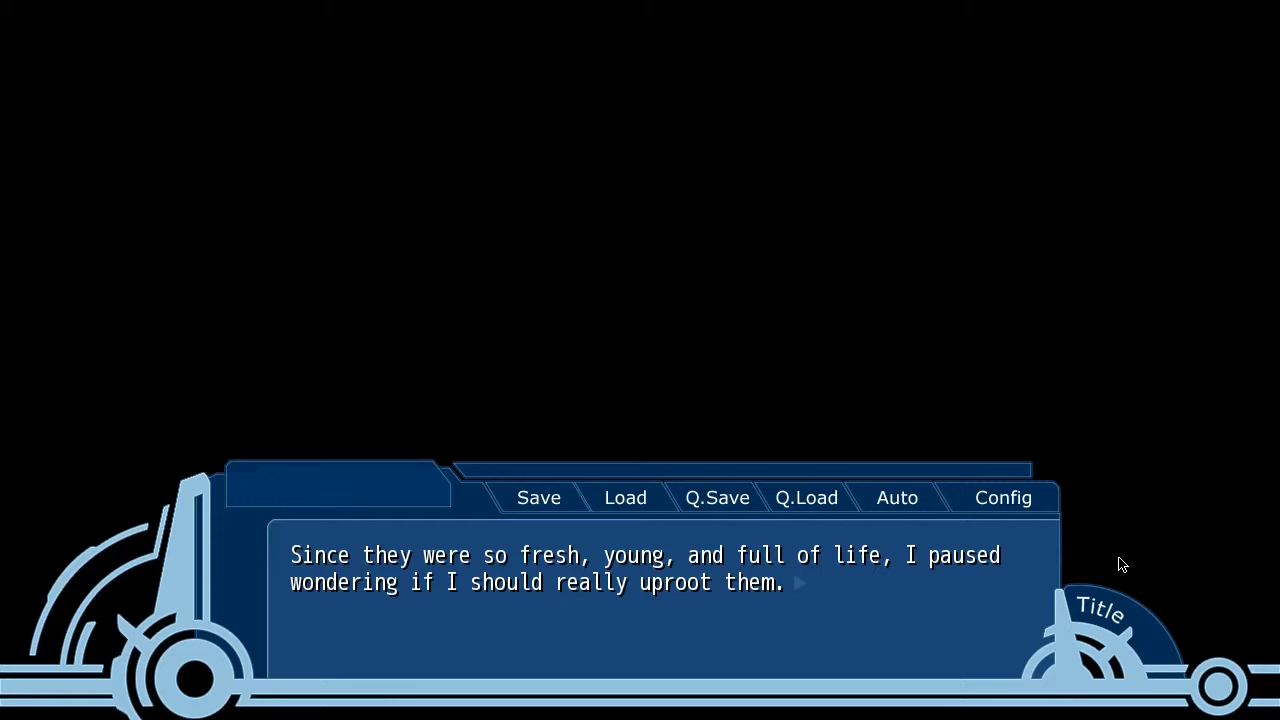 Save Load Q.Save Q.Load Auto Config
Since they were so fresh, young, and full of life, I paused
wondering if I should really uproot them.
Title